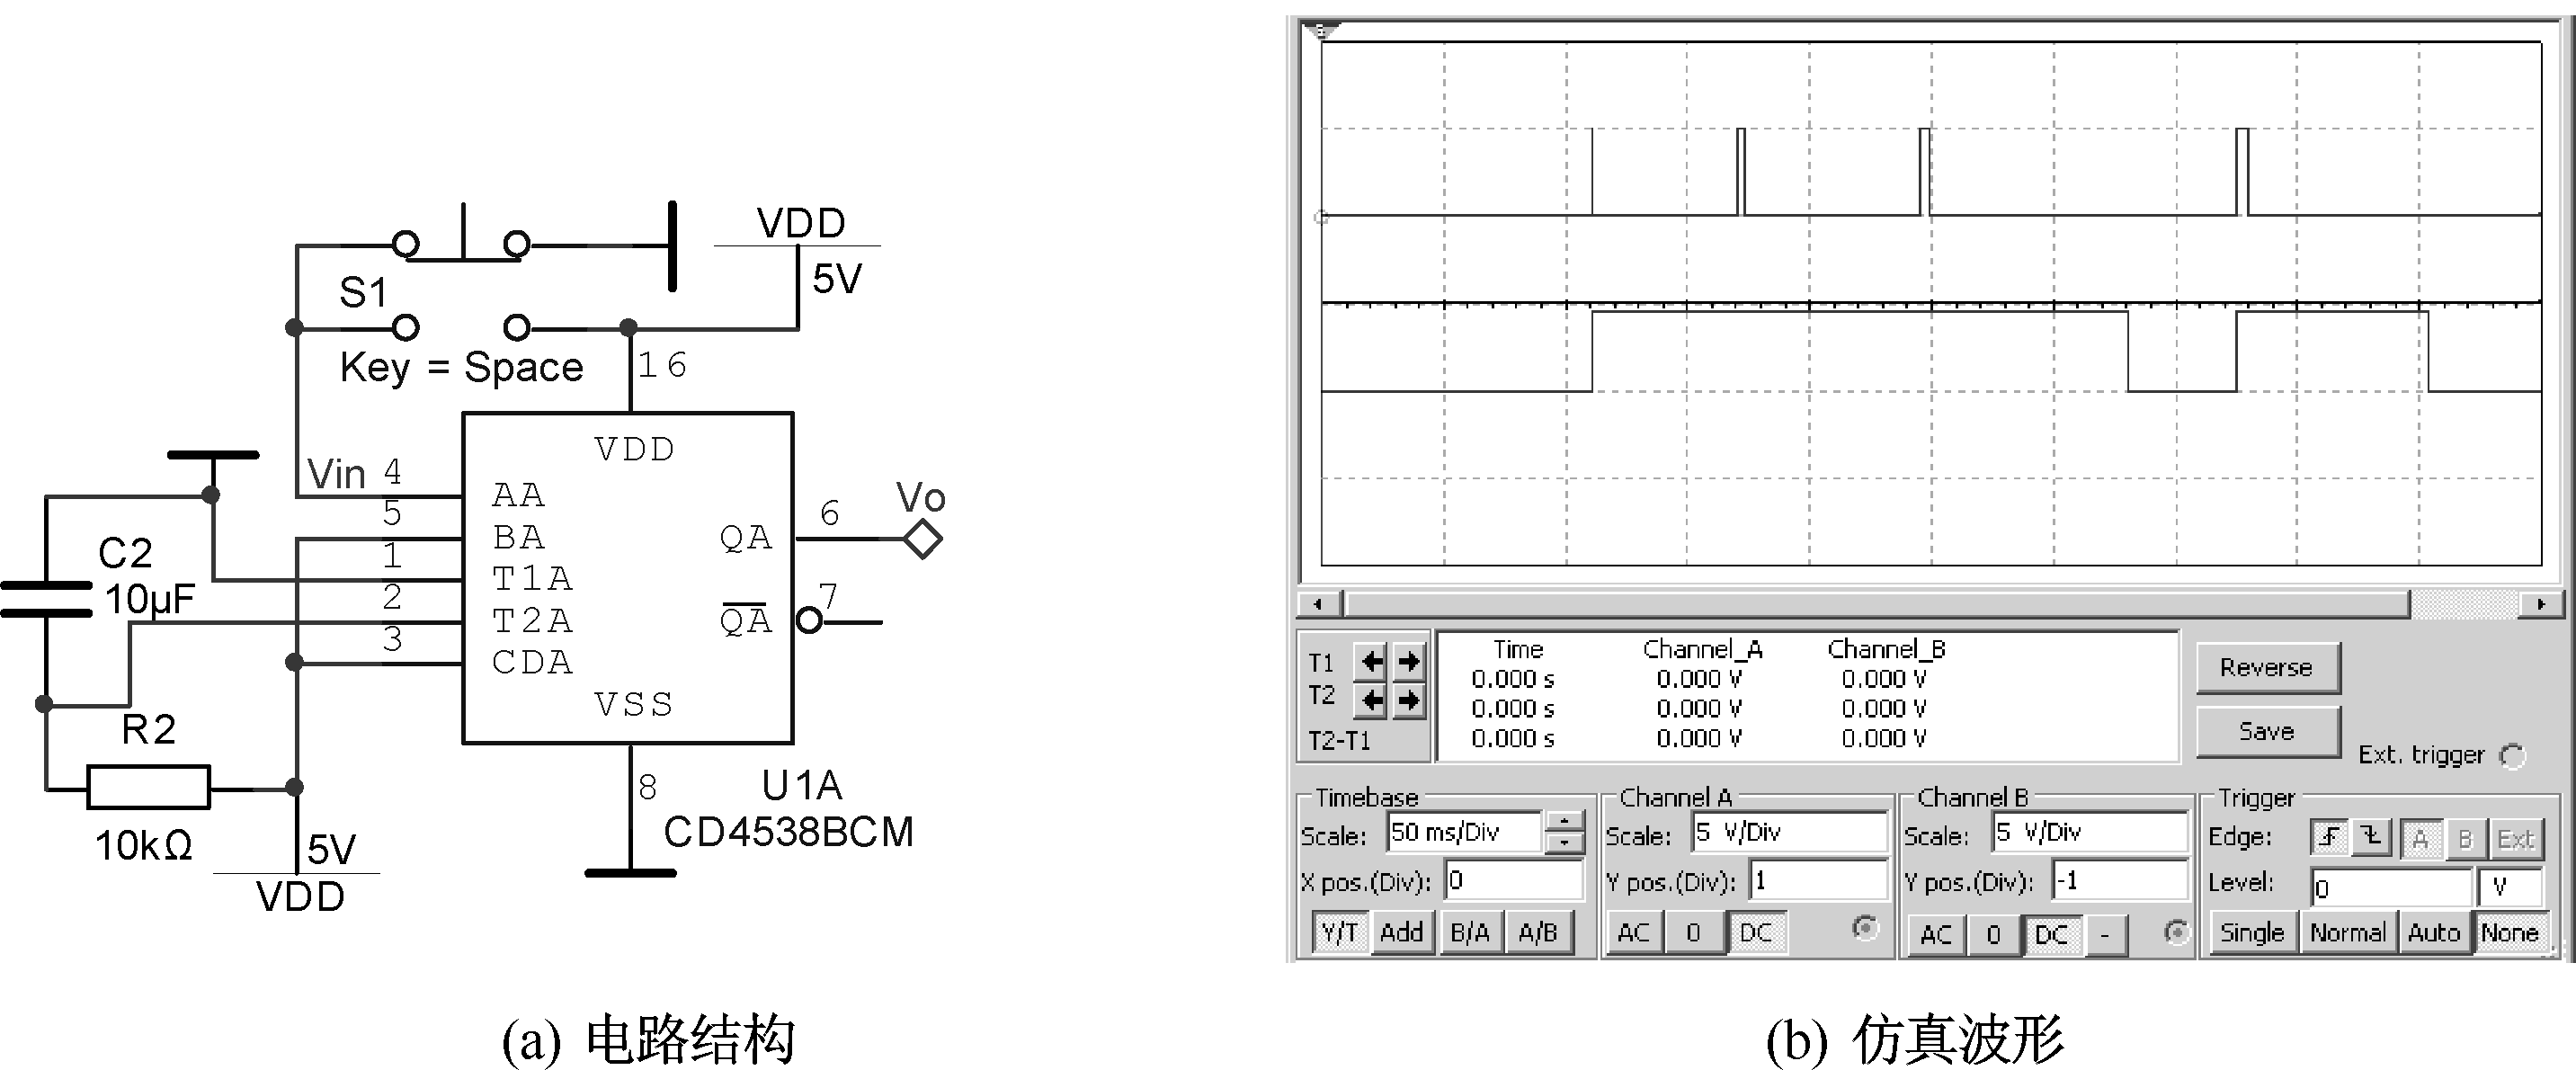 VDD
5V
S1
Key = Space
16
VDD
Vin 4
AA
5
BA
1
T1A
2
T2A
3
CDA
QA
6
Vo
QA
7
C2
10μF
VSS
R2
10kΩ
8
U1A
CD4538BCM
5V
VDD
(a) 电路结构
T1
T2
T2-T1
Time Channel_A Channel_B
0.000 s 0.000 V 0.000 V
0.000 s 0.000 V 0.000 V
0.000 s 0.000 V 0.000 V
Reverse
Save
Ext. trigger
Timebase
Scale: 50 ms/Div
X pos.(Div): 0
Y/T Add B/A A/B
Channel A
Scale: 5 V/Div
Y pos.(Div): 1
AC 0 DC
Channel B
Scale: 5 V/Div
Y pos.(Div): -1
AC 0 DC -
Trigger
Edge: A B Ext
Level: 0 V
Single Normal Auto None
(b) 仿真波形